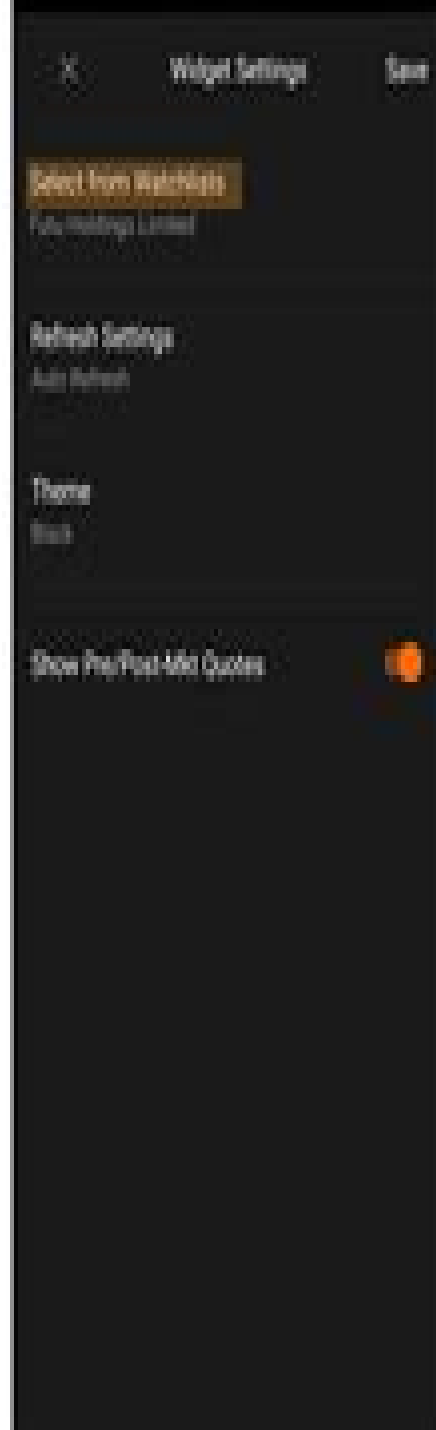 Widget Settings
Save
Select from Watchlists
Futu Holdings Limited
Refresh Settings
Auto Refresh
Theme
Black
Show Pre/Post-Mkt Quotes